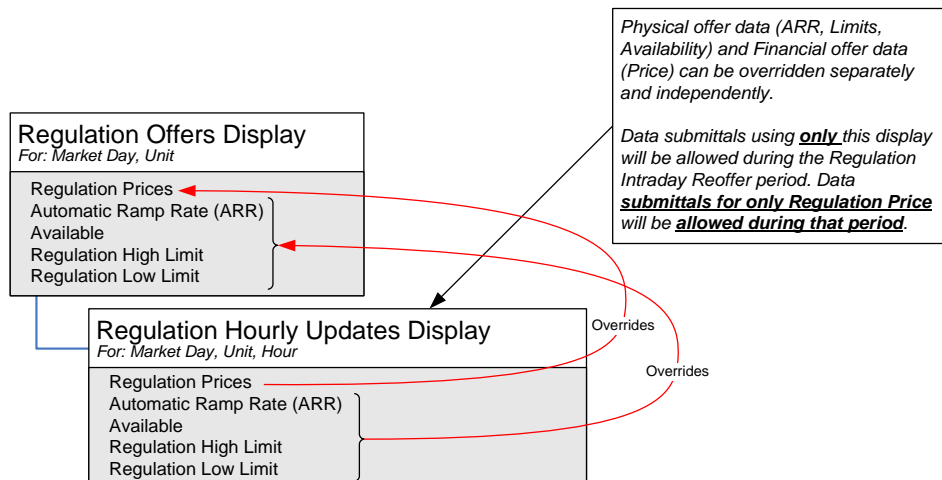 Physical offer data (ARR, Limits,
Availability) and Financial offer data
(Price) can be overridden separately
and independently.
Data submittals using only this display
will be allowed during the Regulation
Intraday Reoffer period. Data
submittals for only Regulation Price
will be allowed during that period.
Regulation Offers Display
For: Market Day, Unit
Regulation Prices
Automatic Ramp Rate (ARR)
Available
Regulation High Limit
Regulation Low Limit
Regulation Hourly Updates Display
For: Market Day, Unit, Hour
Regulation Prices
Automatic Ramp Rate (ARR)
Available
Regulation High Limit
Regulation Low Limit
Overrides
Overrides